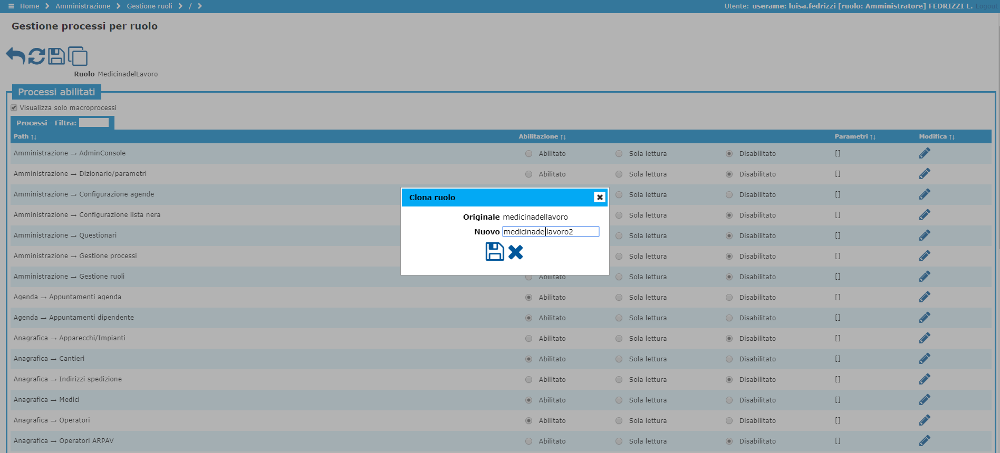 Home > Amministrazione > Gestione ruoli > / >
Utente: userame: luisa.fedrizzi [ruolo: Amministratore] FEDRIZZI L. Logout
Gestione processi per ruolo
Ruolo MedicinadelLavoro
Processi abilitati
Visualizza solo macroprocessi
Processi - Filtra:
Path ↑↓ Abilitazione ↑↓ Parametri ↑↓ Modifica ↑↓
Amministrazione → AdminConsole Abilitato Sola lettura Disabilitato []
Amministrazione → Dizionario/parametri Abilitato Sola lettura Disabilitato []
Amministrazione → Configurazione agende Sola lettura Disabilitato []
Amministrazione → Configurazione lista nera Sola lettura Disabilitato []
Amministrazione → Questionari Sola lettura Disabilitato []
Amministrazione → Gestione processi Sola lettura Disabilitato []
Amministrazione → Gestione ruoli Abilitato Sola lettura Disabilitato []
Agenda → Appuntamenti agenda Abilitato Sola lettura Disabilitato []
Agenda → Appuntamenti dipendente Abilitato Sola lettura Disabilitato []
Anagrafica → Apparecchi/Impianti Abilitato Sola lettura Disabilitato []
Anagrafica → Cantieri Abilitato Sola lettura Disabilitato []
Anagrafica → Indirizzi spedizione Abilitato Sola lettura Disabilitato []
Anagrafica → Medici Abilitato Sola lettura Disabilitato []
Anagrafica → Operatori Abilitato Sola lettura Disabilitato []
Anagrafica → Operatori ARPAV Abilitato Sola lettura Disabilitato []
Clona ruolo
Originale medicinadellavoro
Nuovo medicinadellavoro2